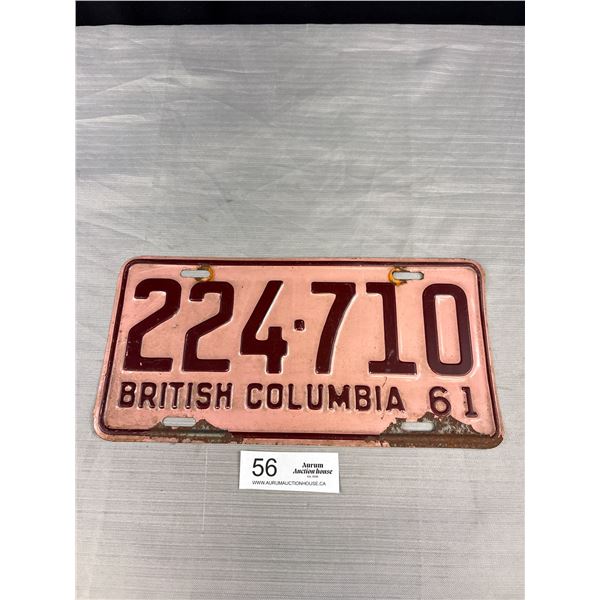 224·710
BRITISH COLUMBIA 61
56
Aurum
Auction house
WWW.AURUMAUCTIONHOUSE.CA